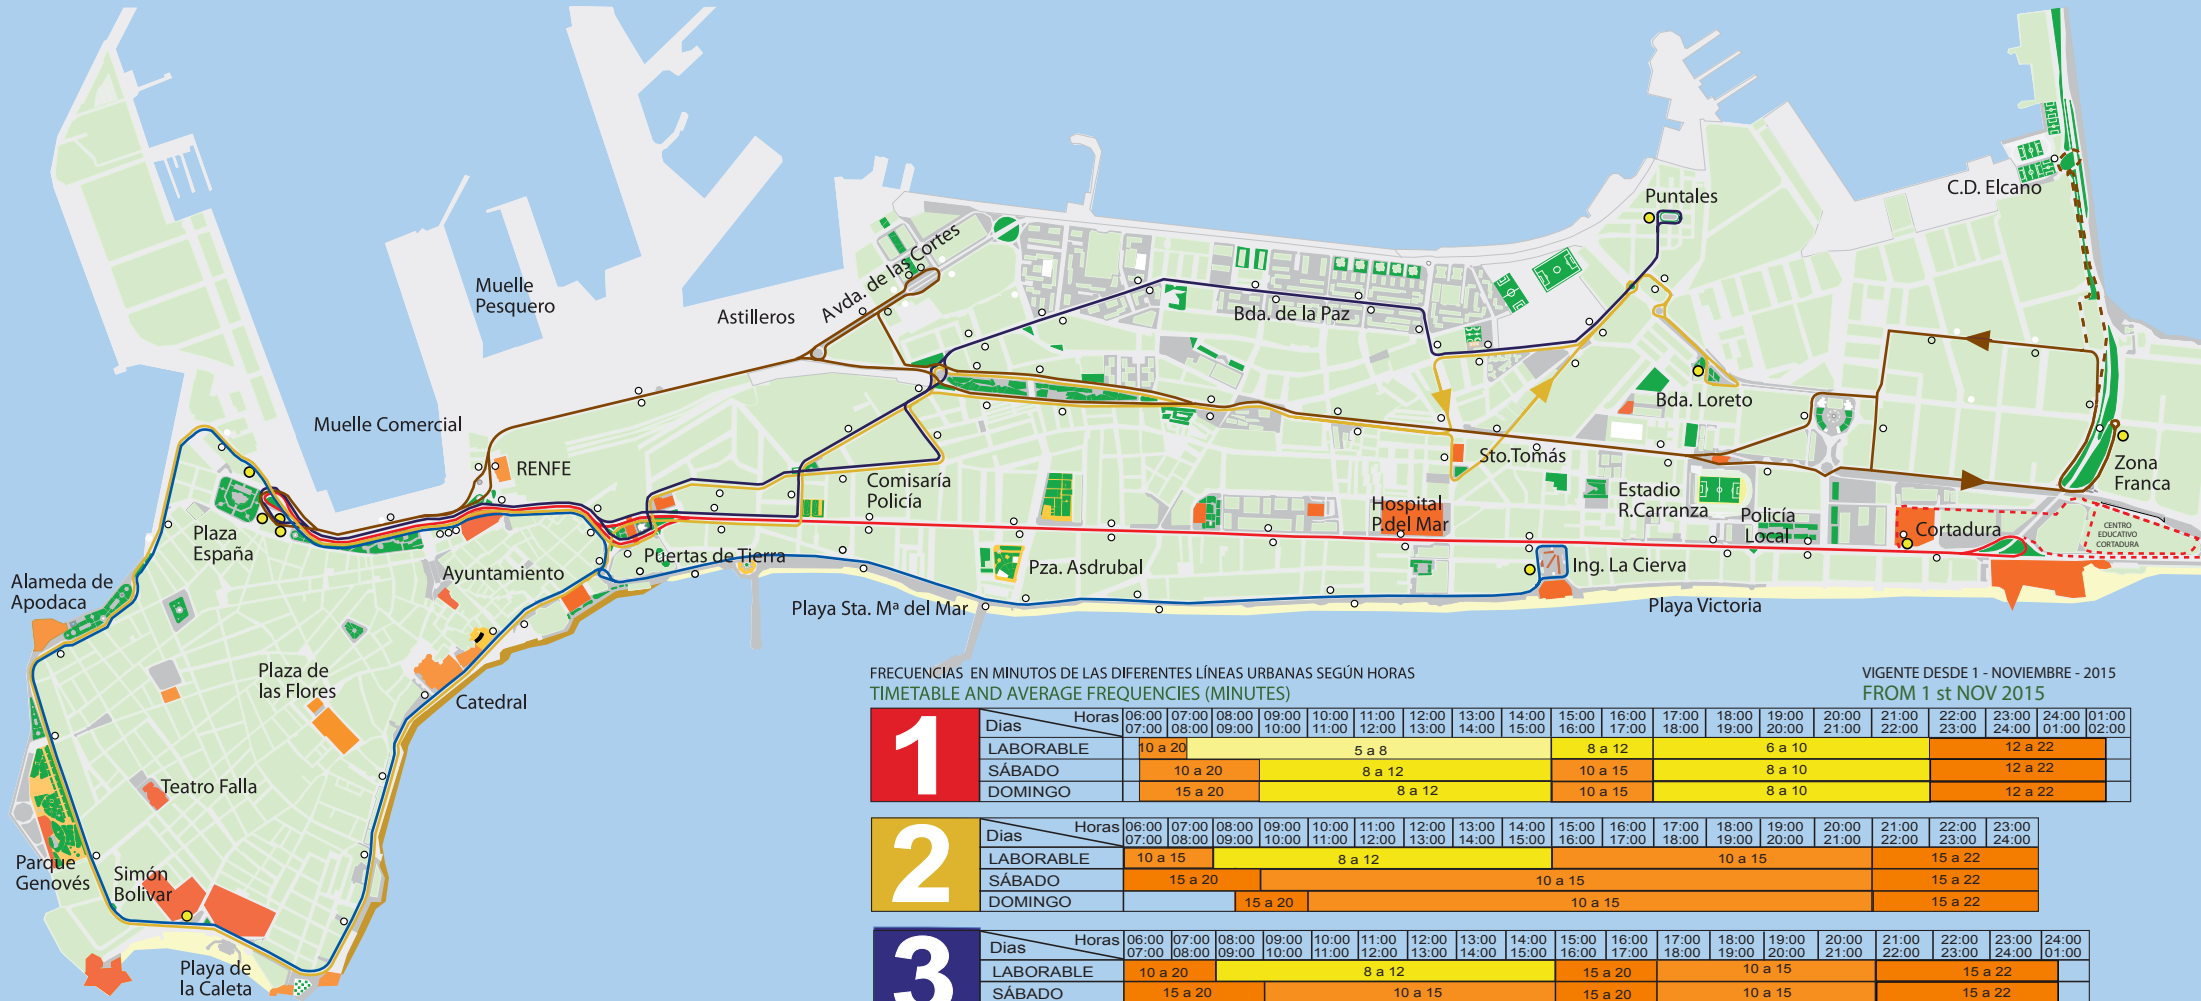 Puntales
C.D. Elcano
Avda. de las Cortes
Muelle
Pesquero
Astilleros
Bda. de la Paz
Muelle Comercial
Bda. Loreto
RENFE
Sto.Tomás
Zona
Franca
Comisaría
Policía
Estadio
R.Carranza
Hospital
P.del Mar
Policía
Local
Cortadura
CENTRO
EDUCATIVO
CORTADURA
Plaza
España
Puertas de Tierra
Ayuntamiento
Pza. Asdrubal
Ing. La Cierva
Alameda de
Apodaca
Playa Sta. Mª del Mar
Playa Victoria
Plaza de
las Flores
Catedral
Teatro Falla
Parque
Genovés
Simón
Bolivar
Playa de
la Caleta
FRECUENCIAS EN MINUTOS DE LAS DIFERENTES LÍNEAS URBANAS SEGÚN HORAS
VIGENTE DESDE 1 - NOVIEMBRE - 2015
TIMETABLE AND AVERAGE FREQUENCIES (MINUTES)
FROM 1 st NOV 2015
1
Dias Horas 06:00 07:00 08:00 09:00 10:00 11:00 12:00 13:00 14:00 15:00 16:00 17:00 18:00 19:00 20:00 21:00 22:00 23:00 24:00 01:00
07:00 08:00 09:00 10:00 11:00 12:00 13:00 14:00 15:00 16:00 17:00 18:00 19:00 20:00 21:00 22:00 23:00 24:00 01:00 02:00
LABORABLE 10 a 20 5 a 8 8 a 12 6 a 10 12 a 22
SÁBADO 10 a 20 8 a 12 10 a 15 8 a 10 12 a 22
DOMINGO 15 a 20 8 a 12 10 a 15 8 a 10 12 a 22
2
Dias Horas 06:00 07:00 08:00 09:00 10:00 11:00 12:00 13:00 14:00 15:00 16:00 17:00 18:00 19:00 20:00 21:00 22:00 23:00
07:00 08:00 09:00 10:00 11:00 12:00 13:00 14:00 15:00 16:00 17:00 18:00 19:00 20:00 21:00 22:00 23:00 24:00
LABORABLE 10 a 15 8 a 12 10 a 15 15 a 22
SÁBADO 15 a 20 10 a 15 15 a 22
DOMINGO 15 a 20 10 a 15 15 a 22
3
Dias Horas 06:00 07:00 08:00 09:00 10:00 11:00 12:00 13:00 14:00 15:00 16:00 17:00 18:00 19:00 20:00 21:00 22:00 23:00 24:00
07:00 08:00 09:00 10:00 11:00 12:00 13:00 14:00 15:00 16:00 17:00 18:00 19:00 20:00 21:00 22:00 23:00 24:00 01:00
LABORABLE 10 a 20 8 a 12 15 a 20 10 a 15 15 a 22
SÁBADO 15 a 20 10 a 15 15 a 20 10 a 15 15 a 22